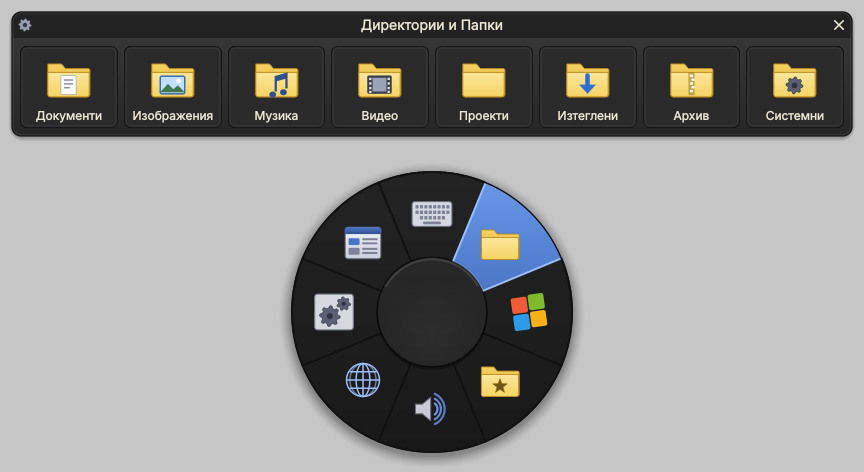 Директории и Папки
Документи
Изображения
Музика
Видео
Проекти
Изтеглени
Архив
Системни